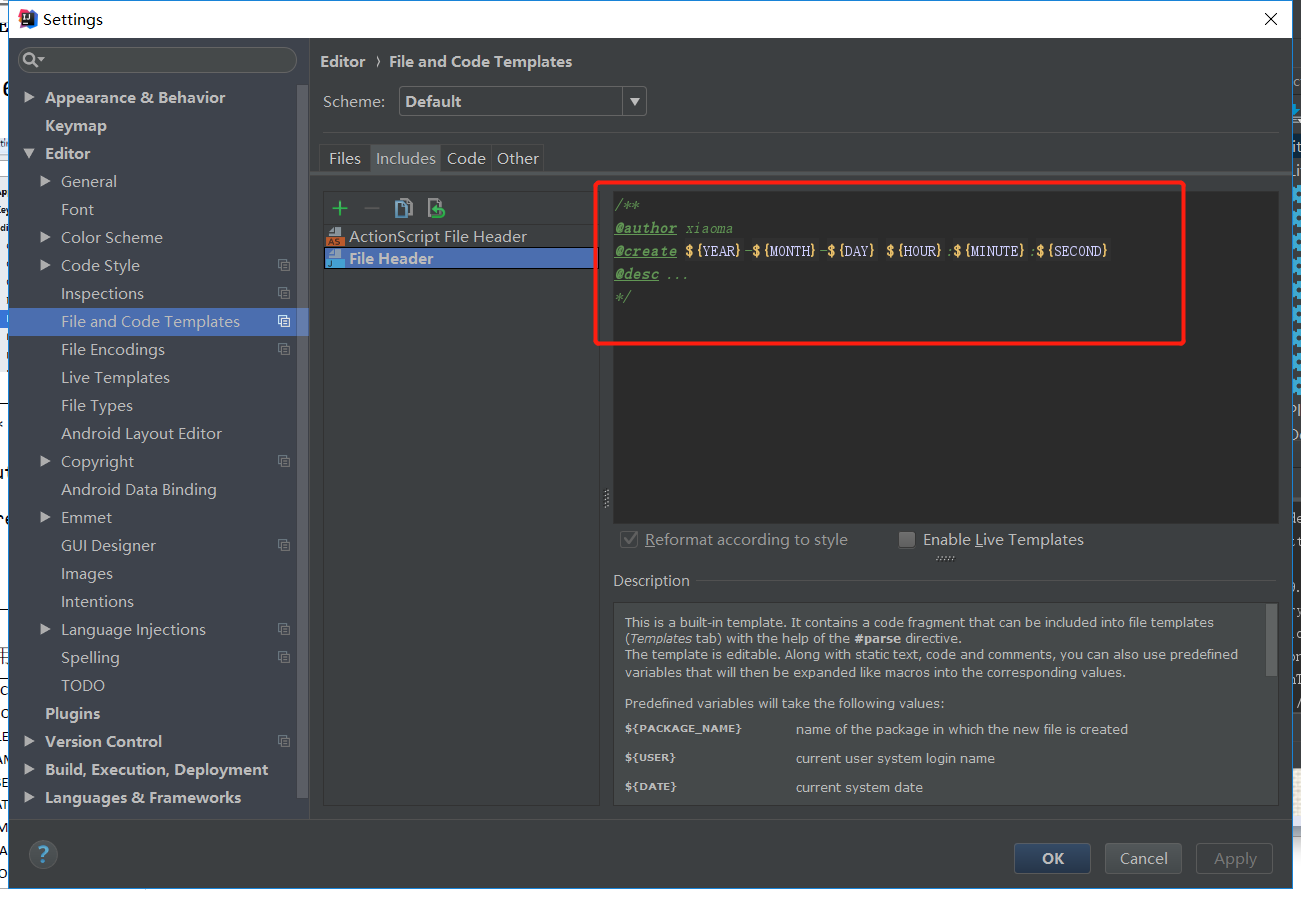 Settings
Editor › File and Code Templates
Scheme: Default
Files Includes Code Other
Appearance & Behavior
Keymap
Editor
General
Font
Color Scheme
Code Style
Inspections
File and Code Templates
File Encodings
Live Templates
File Types
Android Layout Editor
Copyright
Android Data Binding
Emmet
GUI Designer
Images
Intentions
Language Injections
Spelling
TODO
Plugins
Version Control
Build, Execution, Deployment
Languages & Frameworks
ActionScript File Header
File Header
/**
@author xiaoma
@create ${YEAR}-${MONTH}-${DAY} ${HOUR}:${MINUTE}:${SECOND}
@desc ...
*/
Reformat according to style Enable Live Templates
Description
This is a built-in template. It contains a code fragment that can be included into file templates
(Templates tab) with the help of the #parse directive.
The template is editable. Along with static text, code and comments, you can also use predefined
variables that will then be expanded like macros into the corresponding values.
Predefined variables will take the following values:
${PACKAGE_NAME} name of the package in which the new file is created
${USER} current user system login name
${DATE} current system date
? OK Cancel Apply